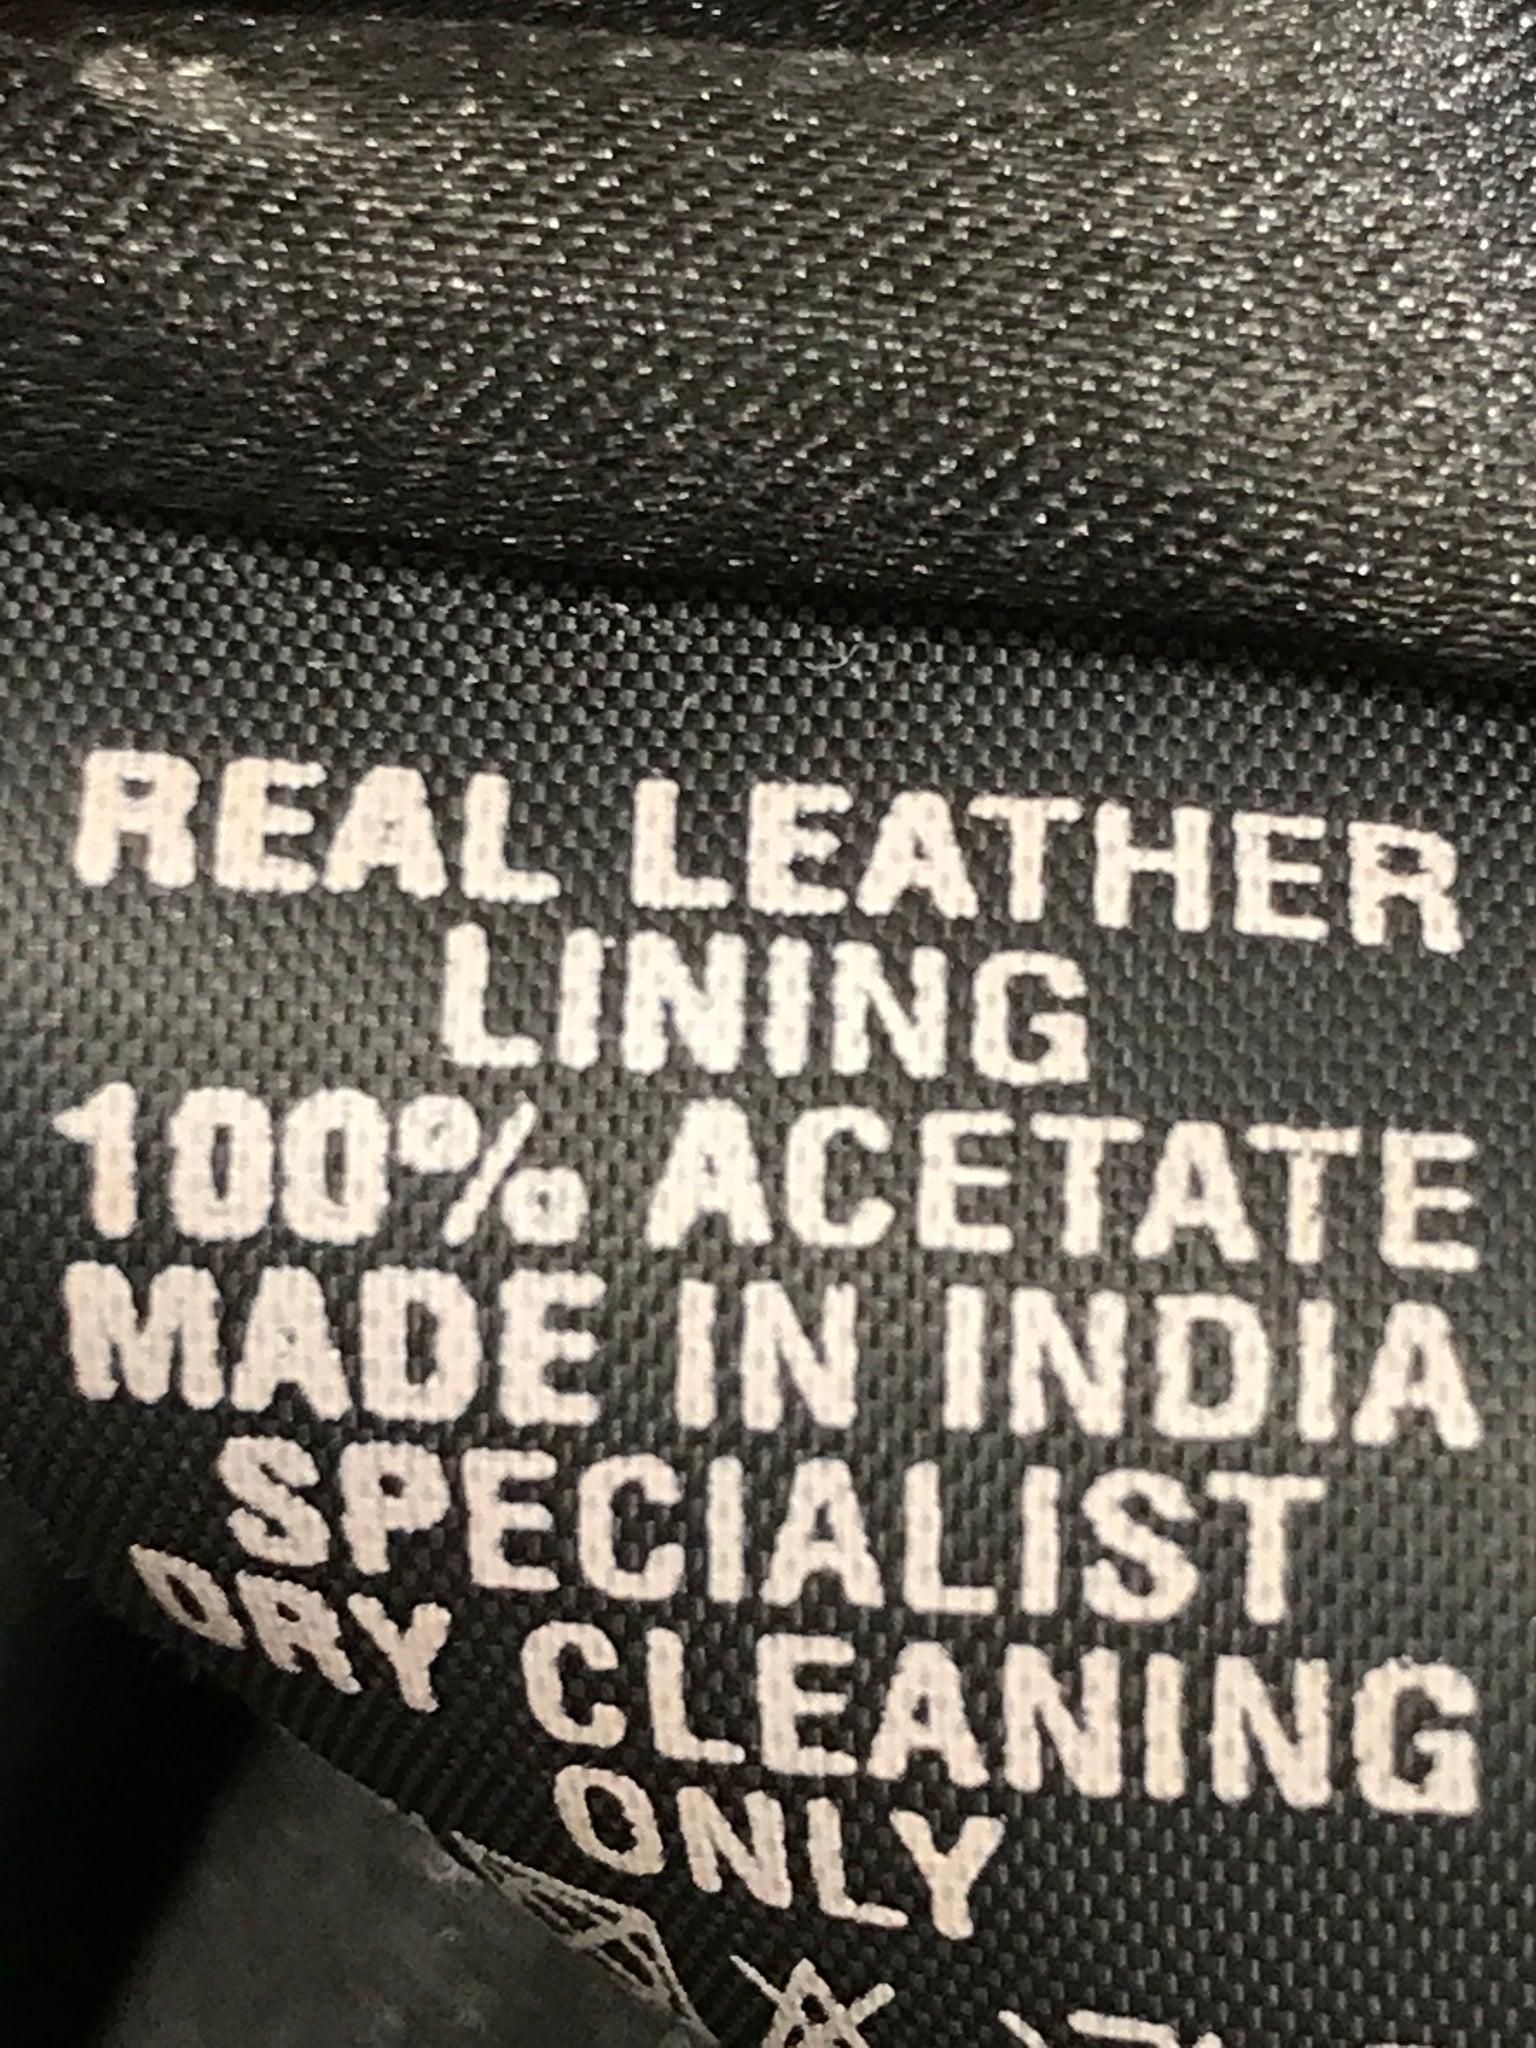 REAL LEATHER
LINING
100% ACETATE
MADE IN INDIA
SPECIALIST
DRY CLEANING
ONLY